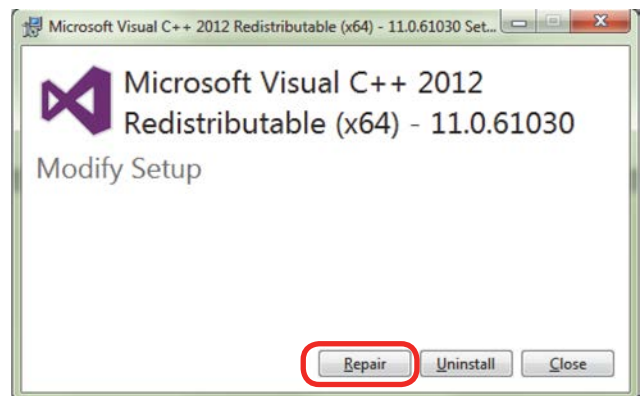 Microsoft Visual C++ 2012 Redistributable (x64) - 11.0.61030 Set...
Microsoft Visual C++ 2012
Redistributable (x64) - 11.0.61030
Modify Setup
Repair Uninstall Close